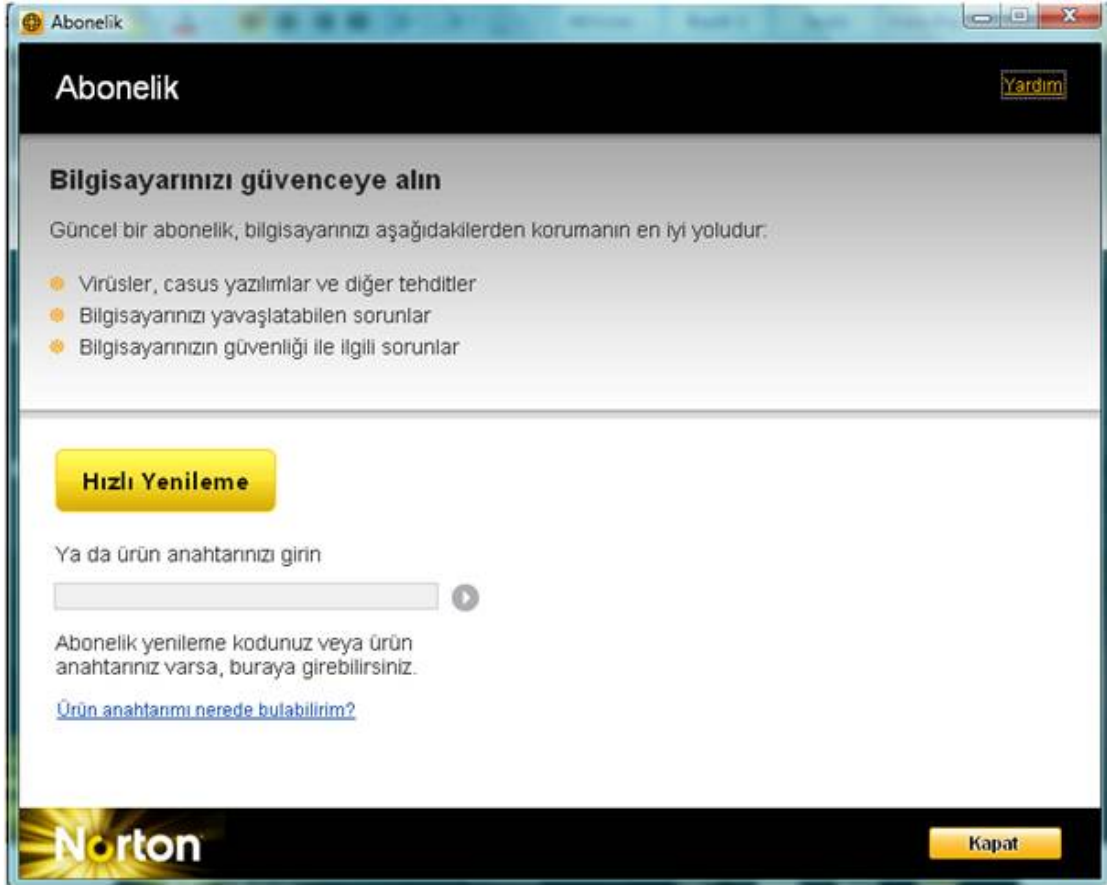 Abonelik
Abonelik
Yardım
Bilgisayarınızı güvenceye alın
Güncel bir abonelik, bilgisayarınızı aşağıdakilerden korumanın en iyi yoludur:
Virüsler, casus yazılımlar ve diğer tehditler
Bilgisayarınızı yavaşlatabilen sorunlar
Bilgisayarınızın güvenliği ile ilgili sorunlar
Hızlı Yenileme
Ya da ürün anahtarınızı girin
Abonelik yenileme kodunuz veya ürün
anahtarınız varsa, buraya girebilirsiniz.
Ürün anahtarımı nerede bulabilirim?
Norton
Kapat